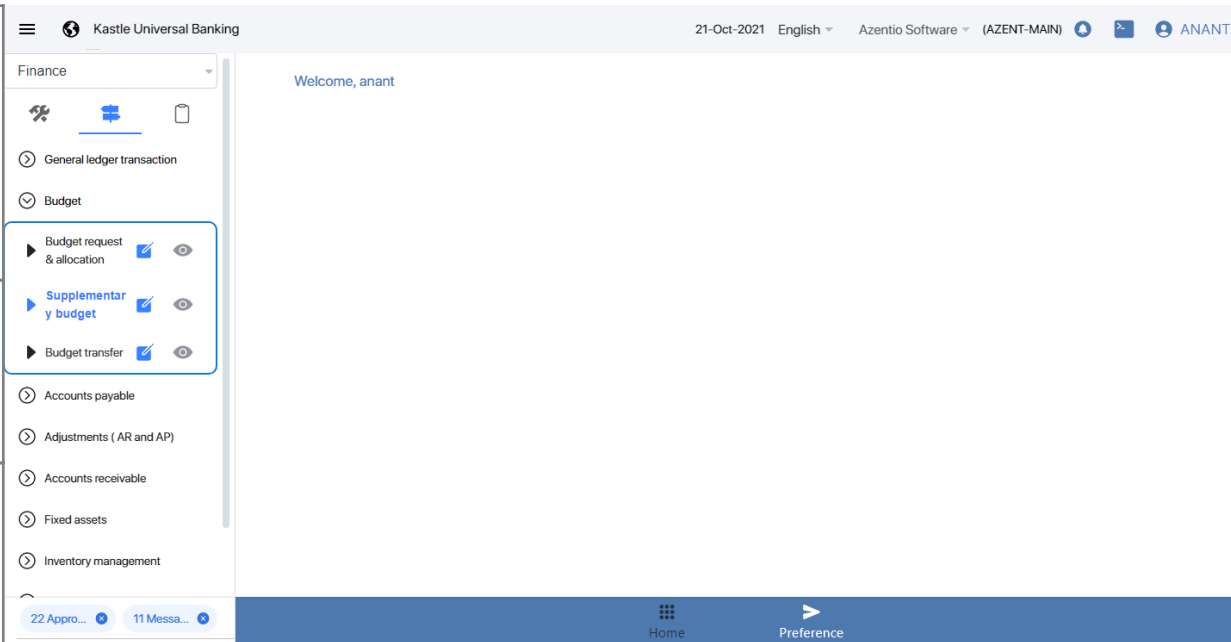 Kastle Universal Banking
21-Oct-2021 English Azentio Software (AZENT-MAIN) ANANT
Finance
Welcome, anant
General ledger transaction
Budget
Budget request
& allocation
Supplementar
y budget
Budget transfer
Accounts payable
Adjustments ( AR and AP)
Accounts receivable
Fixed assets
Inventory management
22 Appro... 11 Messa...
Home
Preference